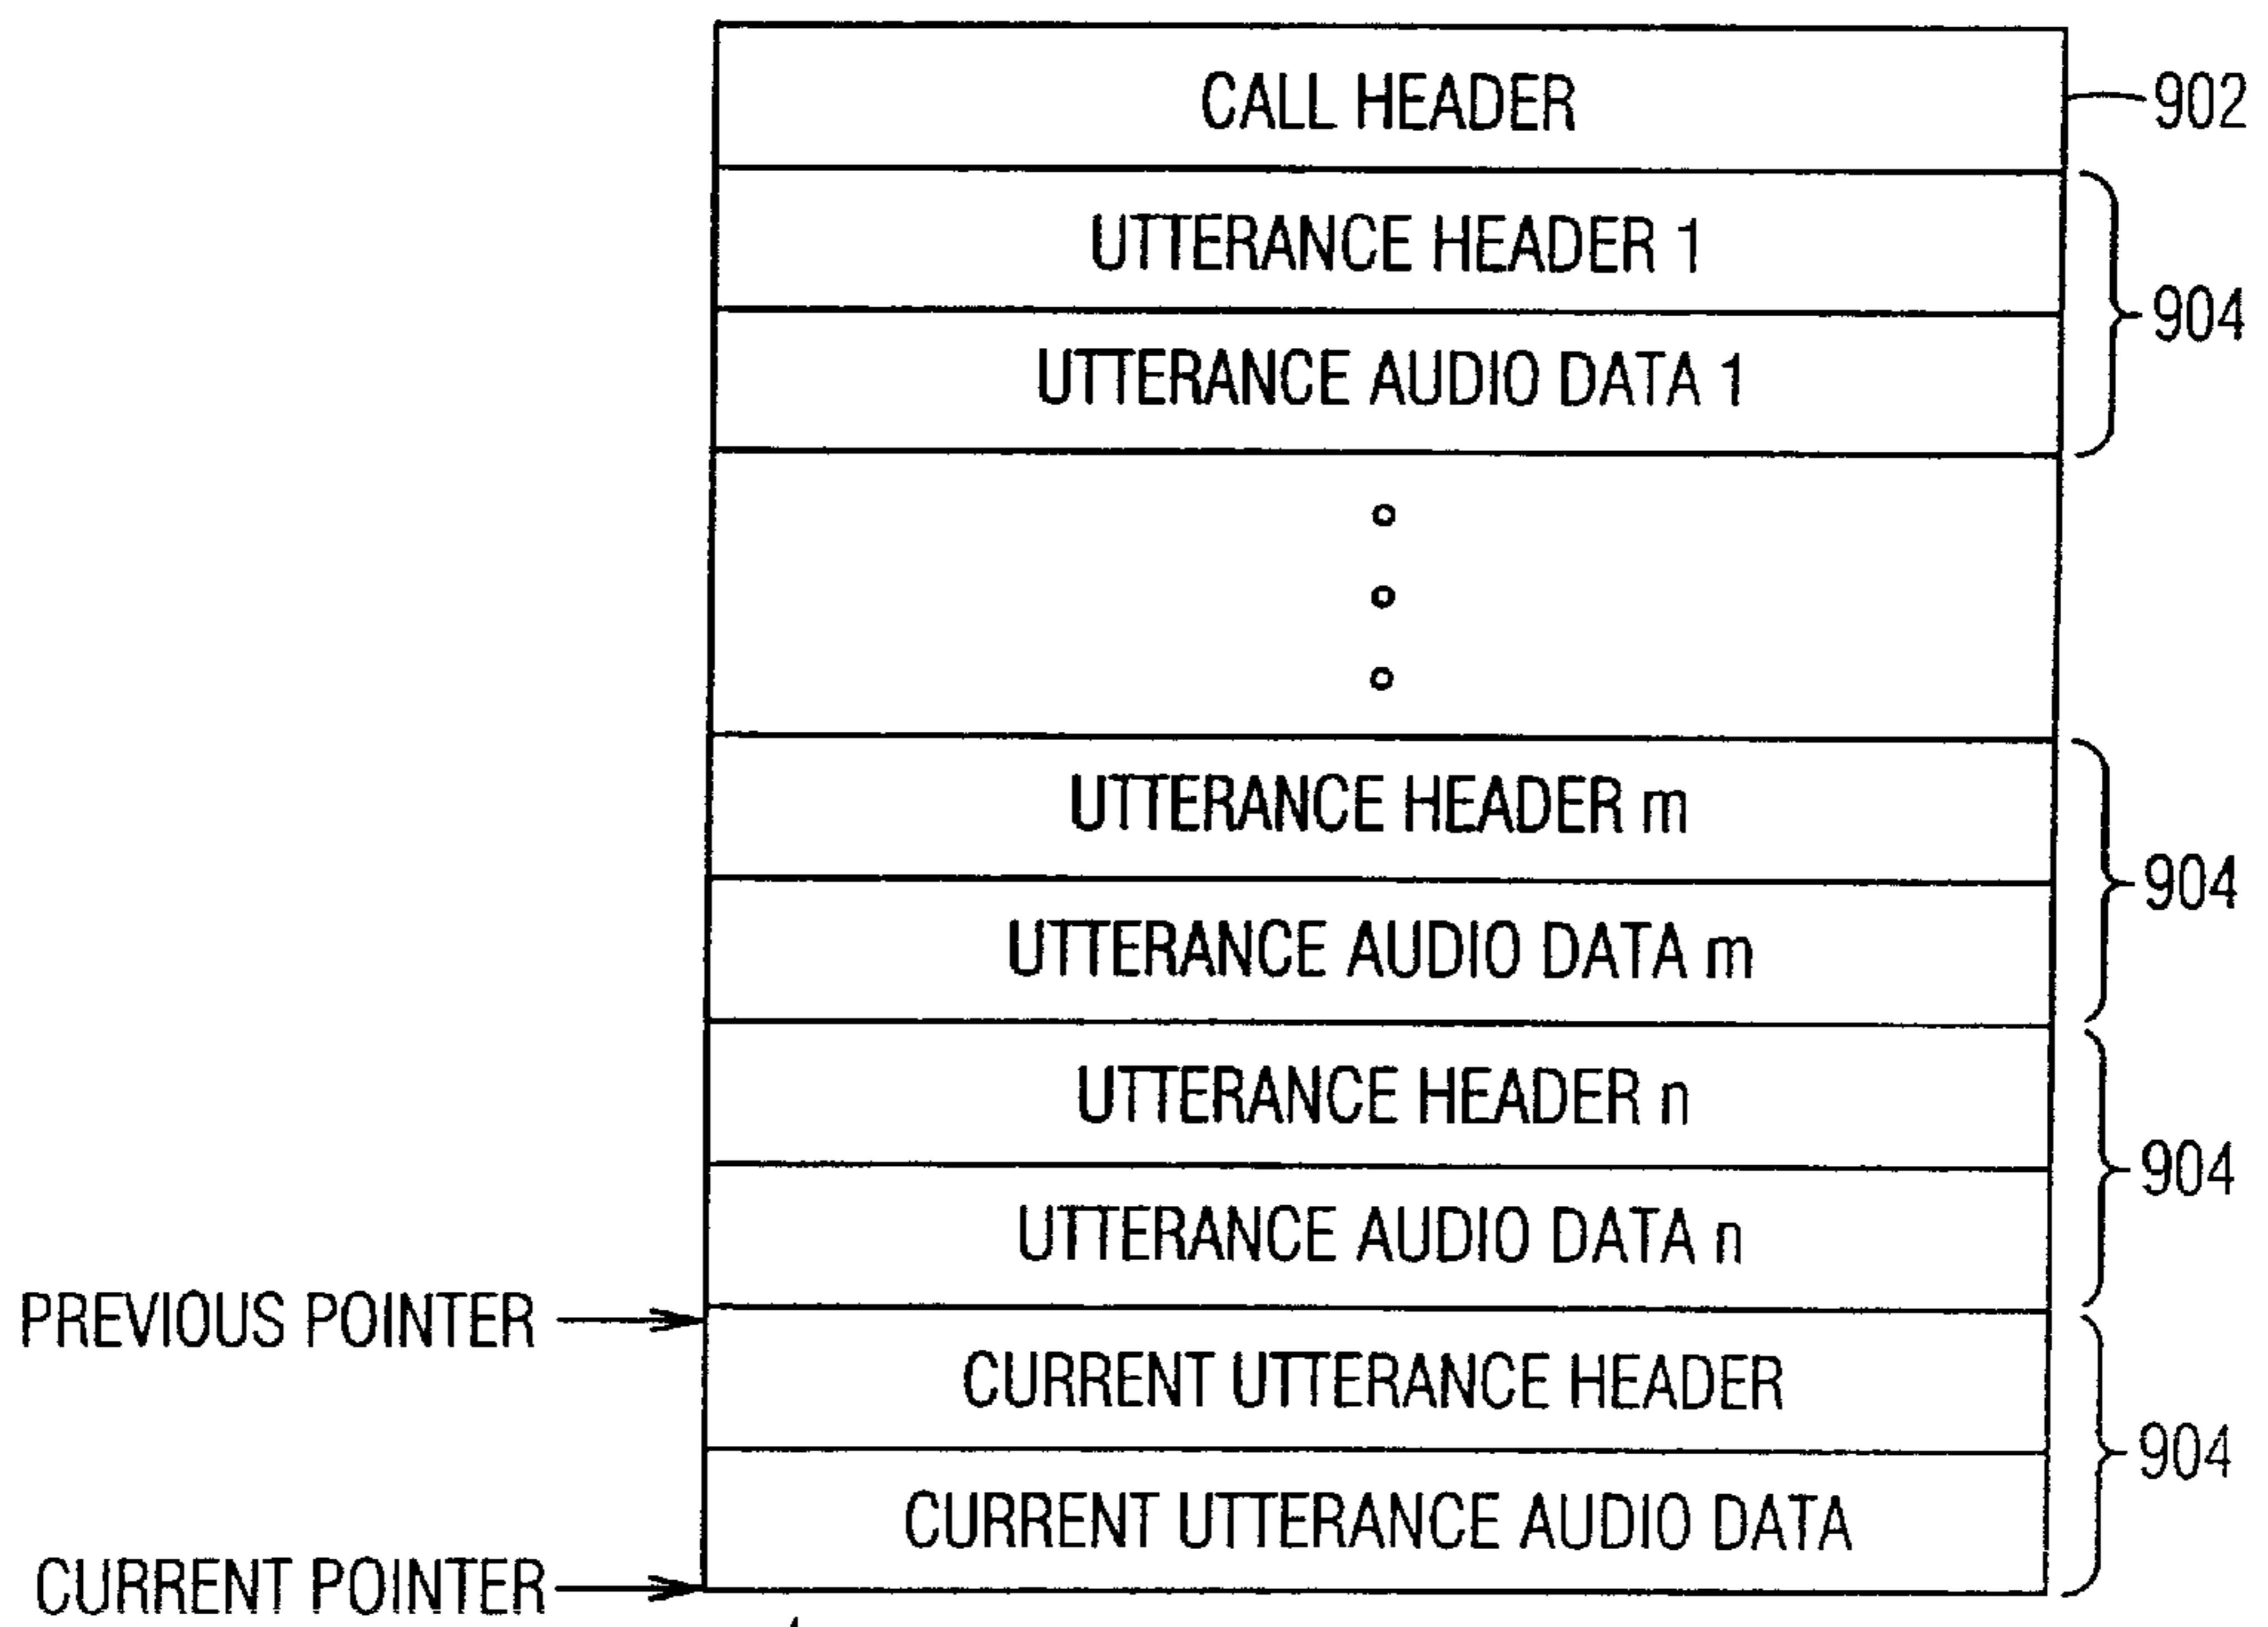 CALL HEADER 902
UTTERANCE HEADER 1
904
UTTERANCE AUDIO DATA 1
UTTERANCE HEADER m
904
UTTERANCE AUDIO DATA m
UTTERANCE HEADER n
904
UTTERANCE AUDIO DATA n
PREVIOUS POINTER
CURRENT UTTERANCE HEADER
904
CURRENT UTTERANCE AUDIO DATA
CURRENT POINTER